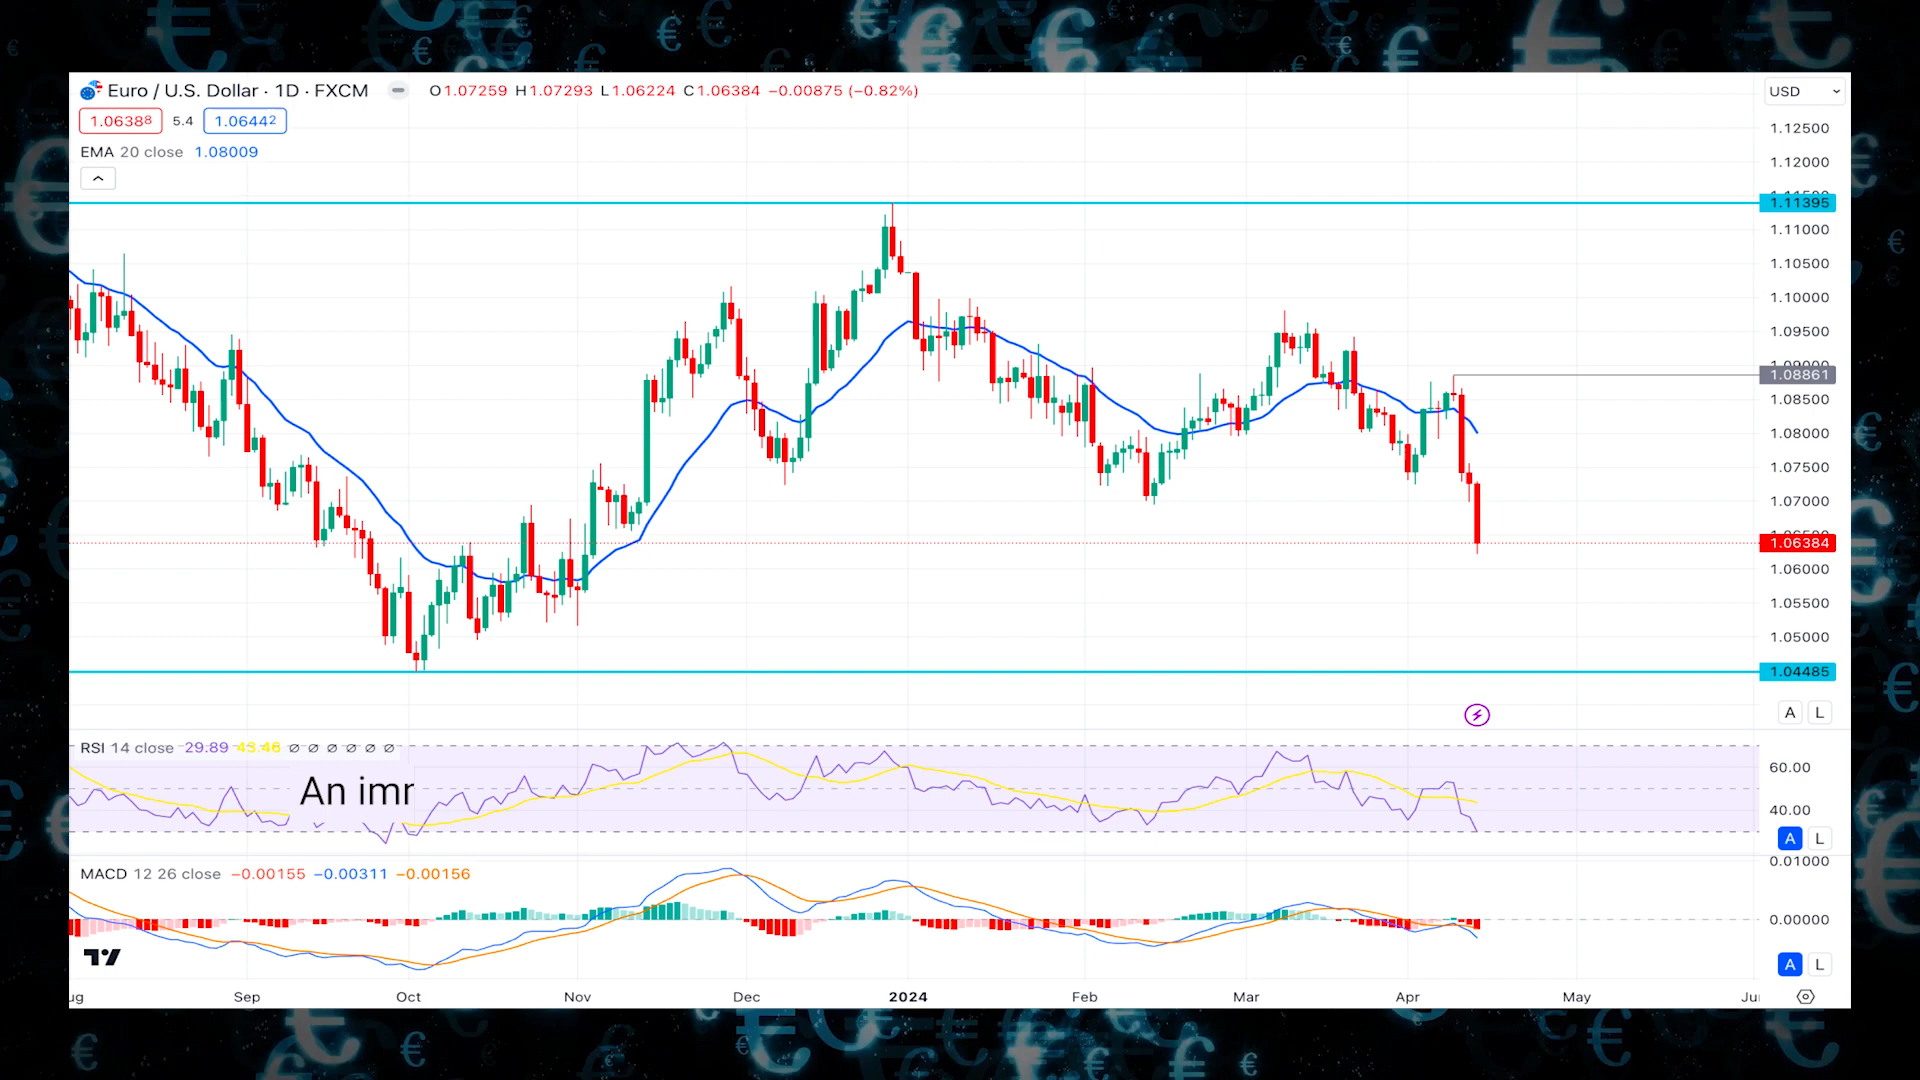 Euro / U.S. Dollar · 1D · FXCM O1.07259 H1.07293 L1.06224 C1.06384 −0.00875 (−0.82%)
USD
1.06388 5.4 1.06442
EMA 20 close 1.08009
1.12500
1.12000
1.11395
1.11000
1.10500
1.10000
1.09500
1.08861
1.08500
1.08000
1.07500
1.07000
1.06384
1.06000
1.05500
1.05000
1.04485
A L
RSI 14 close 29.89 43.46 ∅ ∅ ∅ ∅ ∅ ∅
60.00
An imr
40.00
A L
MACD 12 26 close −0.00155 −0.00311 −0.00156
0.01000
0.00000
A L
ug Sep Oct Nov Dec 2024 Feb Mar Apr May Ju